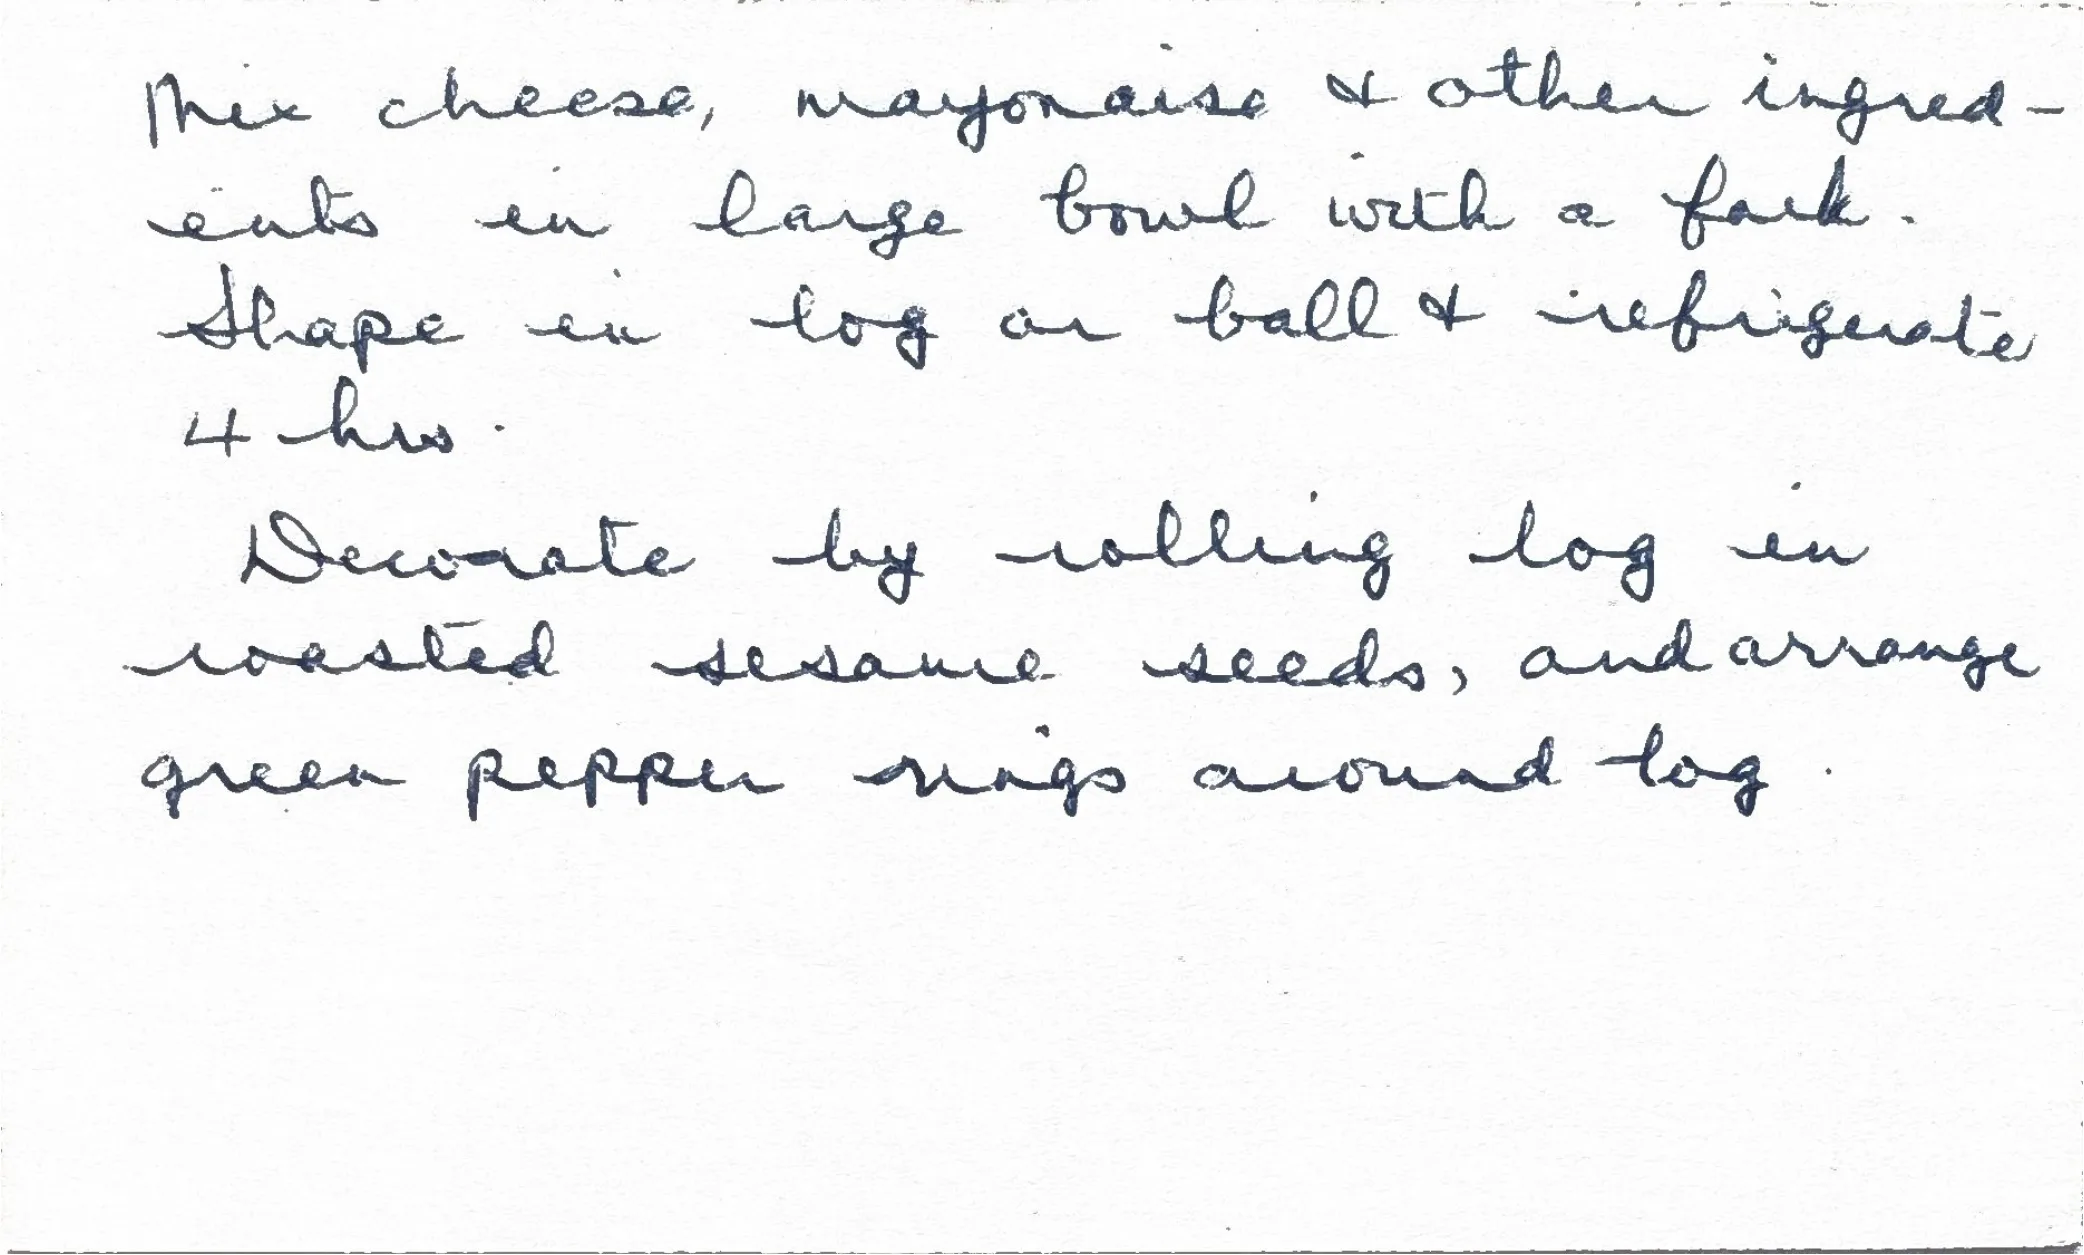 Mix cheese, mayonaise & other ingred-
ients in large bowl with a fork.
Shape in log or ball & refrigerate
4 hrs.
Decorate by rolling log in
roasted sesame seeds, and arrange
green pepper rings around log.